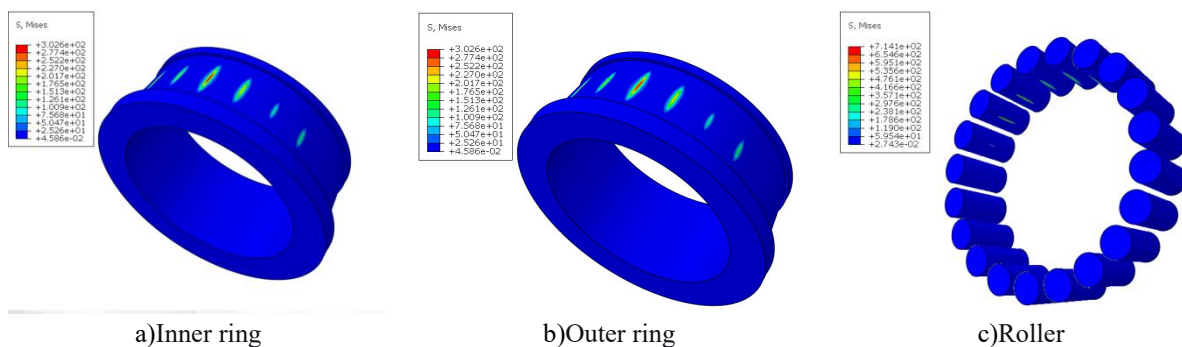 S, Mises
+3.026e+02
+2.774e+02
+2.522e+02
+2.270e+02
+2.017e+02
+1.765e+02
+1.513e+02
+1.261e+02
+1.009e+02
+7.568e+01
+5.047e+01
+2.526e+01
+4.586e-02
S, Mises
+3.026e+02
+2.774e+02
+2.522e+02
+2.270e+02
+2.017e+02
+1.765e+02
+1.513e+02
+1.261e+02
+1.009e+02
+7.568e+01
+5.047e+01
+2.526e+01
+4.586e-02
S, Mises
+7.141e+02
+6.546e+02
+5.951e+02
+5.356e+02
+4.761e+02
+4.166e+02
+3.571e+02
+2.976e+02
+2.381e+02
+1.786e+02
+1.190e+02
+5.954e+01
+2.743e-02
a)Inner ring
b)Outer ring
c)Roller